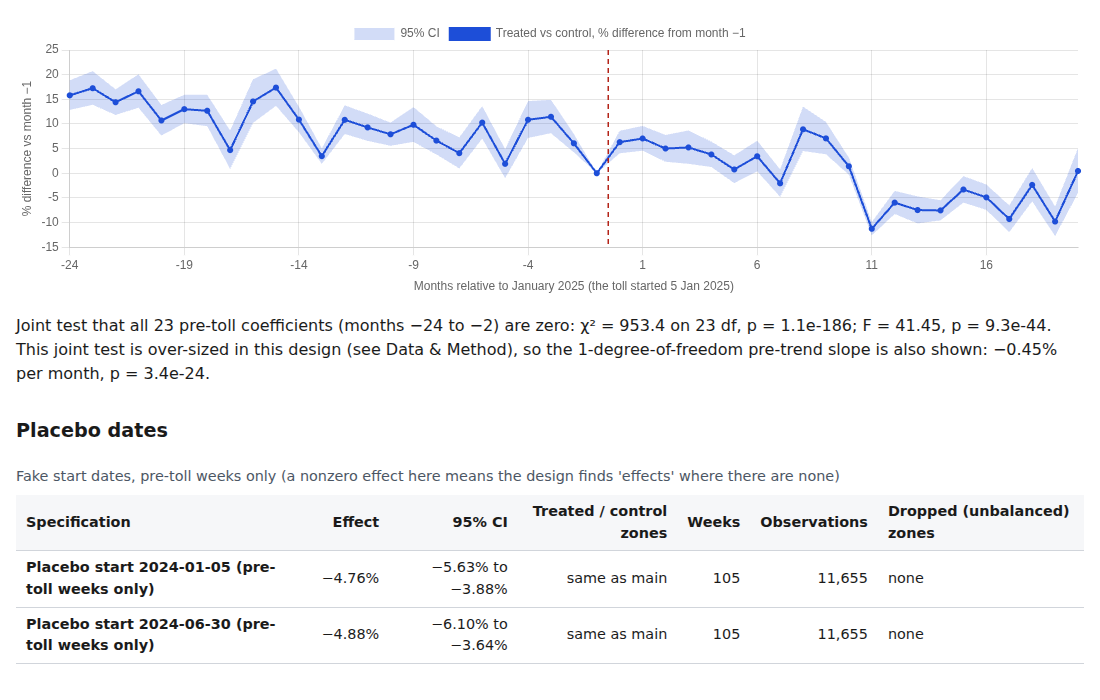 95% CI
Treated vs control, % difference from month −1
25
20
15
10
5
0
-5
-10
-15
% difference vs month −1
-24
-19
-14
-9
-4
1
6
11
16
Months relative to January 2025 (the toll started 5 Jan 2025)
Joint test that all 23 pre-toll coefficients (months −24 to −2) are zero: χ² = 953.4 on 23 df, p = 1.1e-186; F = 41.45, p = 9.3e-44.
This joint test is over-sized in this design (see Data & Method), so the 1-degree-of-freedom pre-trend slope is also shown: −0.45%
per month, p = 3.4e-24.
Placebo dates
Fake start dates, pre-toll weeks only (a nonzero effect here means the design finds 'effects' where there are none)
Specification
Effect
95% CI
Treated / control
zones
Weeks
Observations
Dropped (unbalanced)
zones
Placebo start 2024-01-05 (pre-
toll weeks only)
−4.76%
−5.63% to
−3.88%
same as main
105
11,655
none
Placebo start 2024-06-30 (pre-
toll weeks only)
−4.88%
−6.10% to
−3.64%
same as main
105
11,655
none